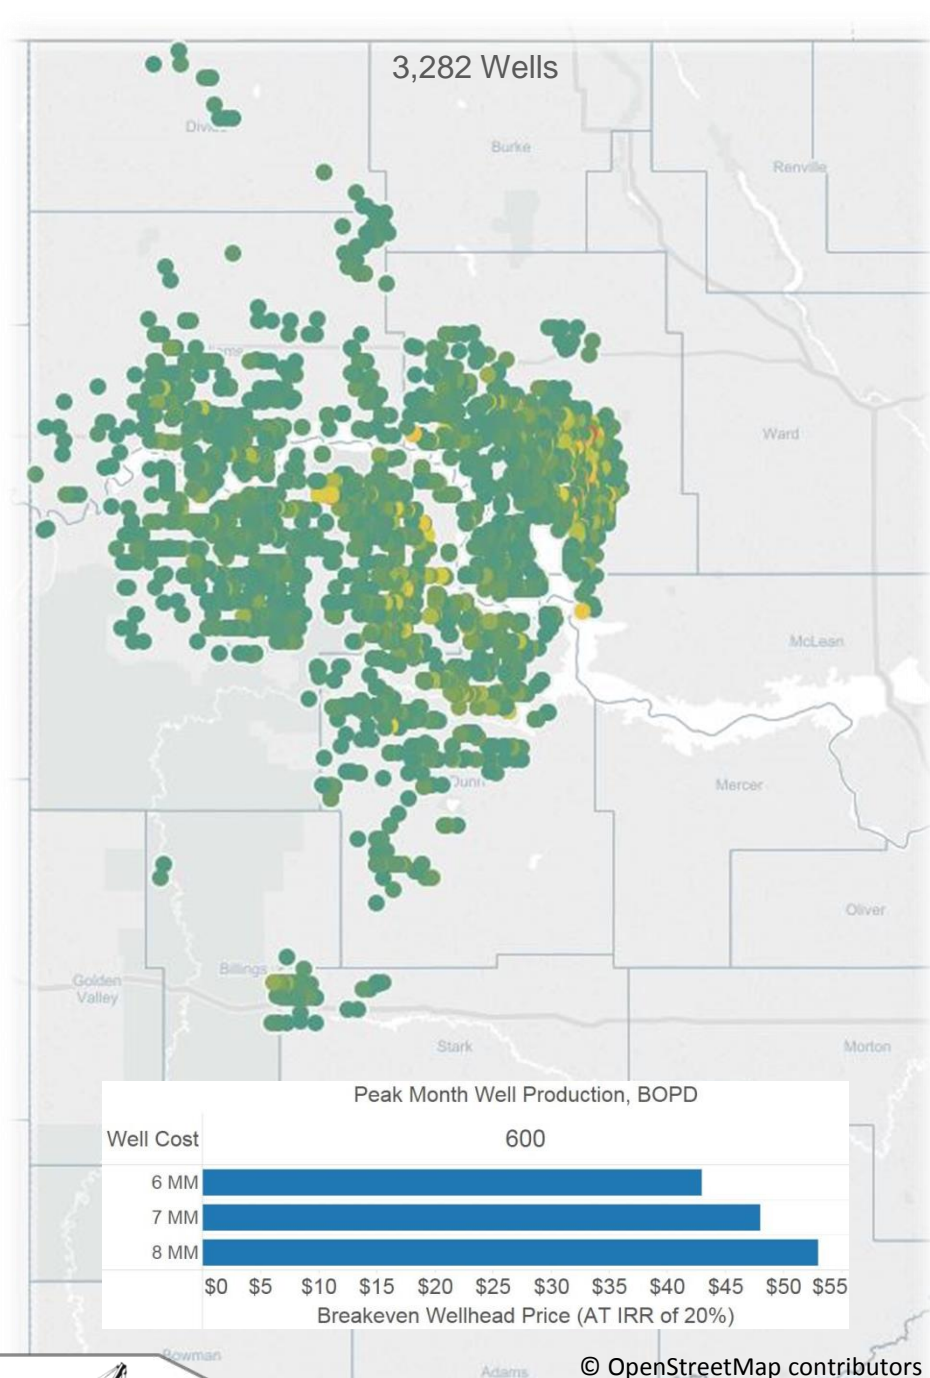 3,282 Wells
Burke
Renville
Ward
McLean
Dunn
Mercer
Oliver
Billings
Golden
Valley
Stark
Morton
Peak Month Well Production, BOPD
Well Cost 600
6 MM
7 MM
8 MM
$0 $5 $10 $15 $20 $25 $30 $35 $40 $45 $50 $55
Breakeven Wellhead Price (AT IRR of 20%)
Bowman
Adams
© OpenStreetMap contributors